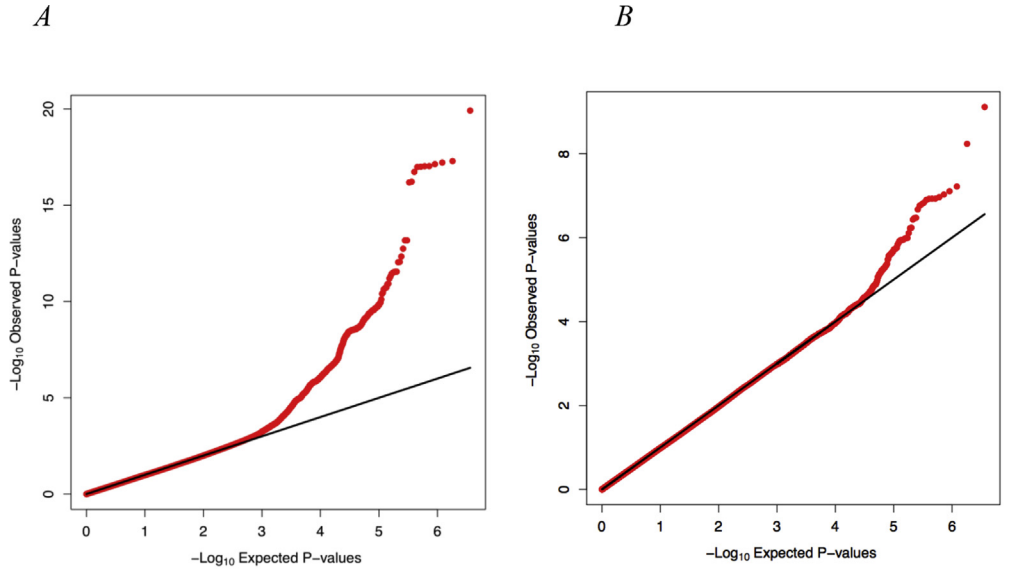 A
B
20
15
10
5
0
−Log10 Observed P−values
0 1 2 3 4 5 6
−Log10 Expected P−values
8
6
4
2
0
−Log10 Observed P−values
0 1 2 3 4 5 6
−Log10 Expected P−values